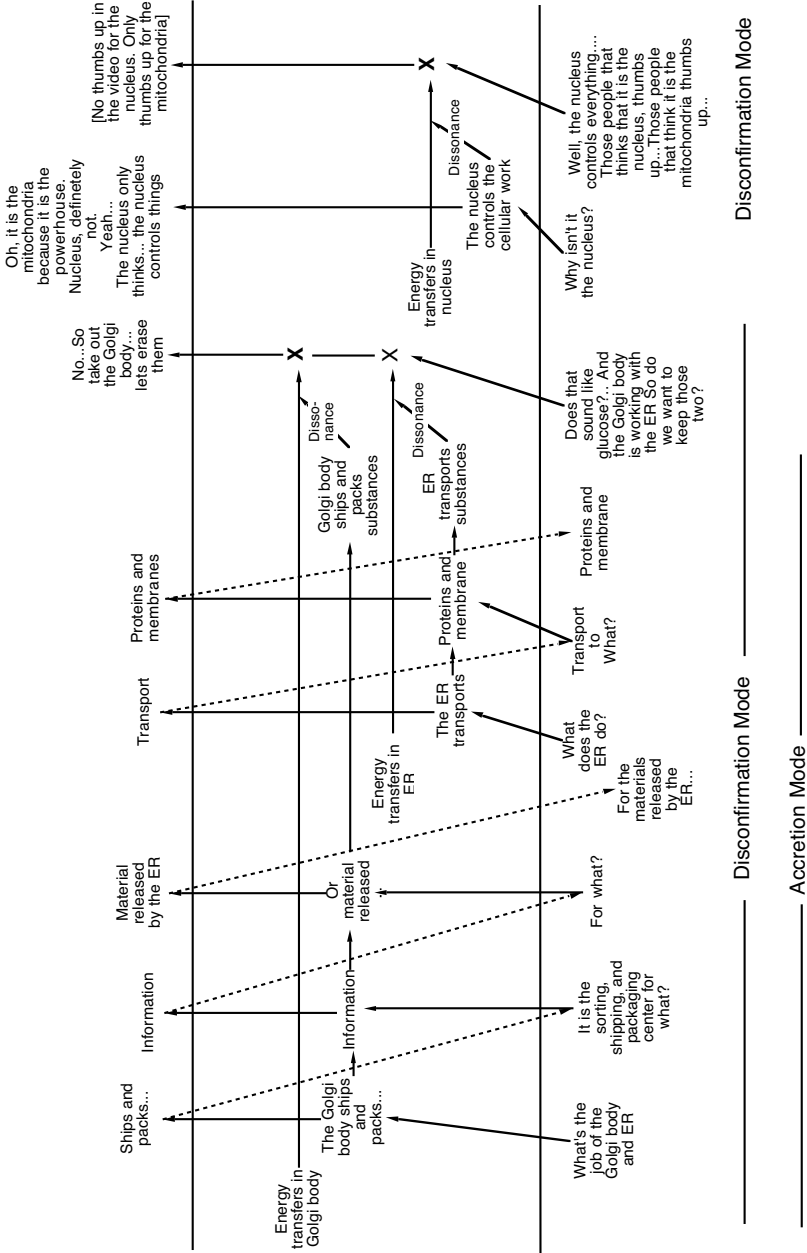 Ships and
packs...
Information
Material
released
by the ER
Transport
Proteins and
membranes
No...So
take out
the Golgi
body...
lets erase
them
Oh, it is the
mitochondria
because it is the
powerhouse.
Nucleus, definetely
not.
Yeah...
The nucleus only
thinks... the nucleus
controls things
[No thumbs up in
the video for the
nucleus. Only
thumbs up for the
mitochondria]
Energy
transfers in
Golgi body
The Golgi
body ships
and
packs...
Information
Or
material
released
..
Energy
transfers in
ER
The ER
transports
Proteins and
membrane
Golgi body
ships and
packs
substances
Disso-
nance
X
ER
transports
substances
Dissonance
X
Energy
transfers in
nucleus
The nucleus
controls the
cellular work
Dissonance
X
What's the
job of the
Golgi body
and ER
It is the
sorting,
shipping, and
packaging
center for
what?
For what?
For the
materials
released
by the
ER...
What
does the
ER do?
Transport
to
What?
Proteins and
membrane
Does that
sound like
glucose?.. And
the Golgi body
is working with
the ER So do
we want to
keep those
two?
Why isn't it
the nucleus?
Well, the nucleus
controls everything....
Those people that
thinks that it is the
nucleus, thumbs
up...Those people
that think it is the
mitochondria thumbs
up...
Disconfirmation Mode
Disconfirmation Mode
Accretion Mode